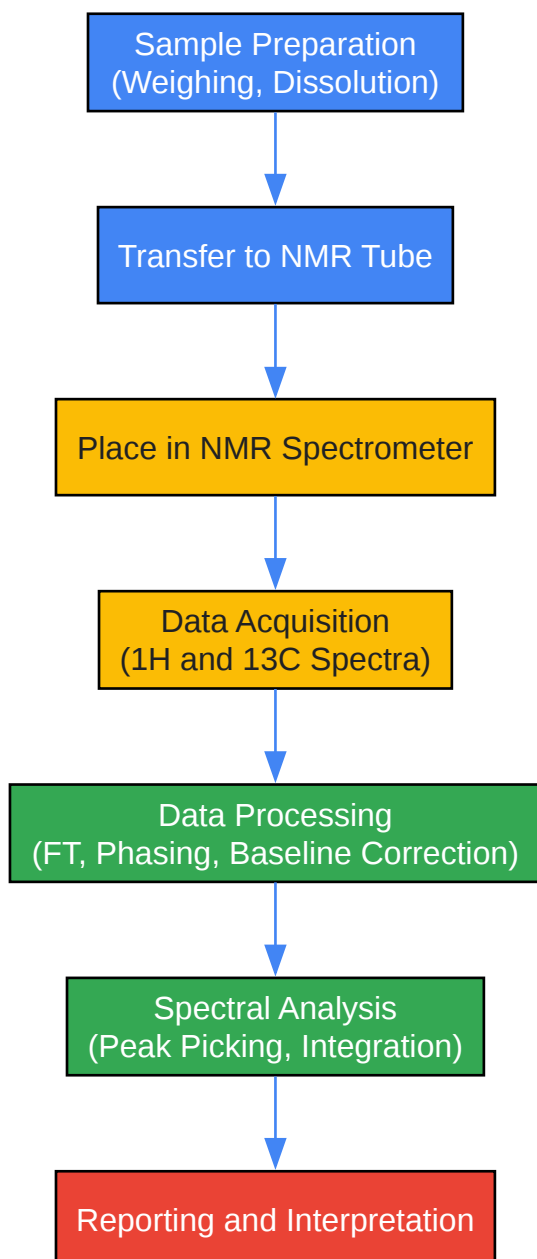 Sample Preparation
(Weighing, Dissolution)
Transfer to NMR Tube
Place in NMR Spectrometer
Data Acquisition
(1H and 13C Spectra)
Data Processing
(FT, Phasing, Baseline Correction)
Spectral Analysis
(Peak Picking, Integration)
Reporting and Interpretation